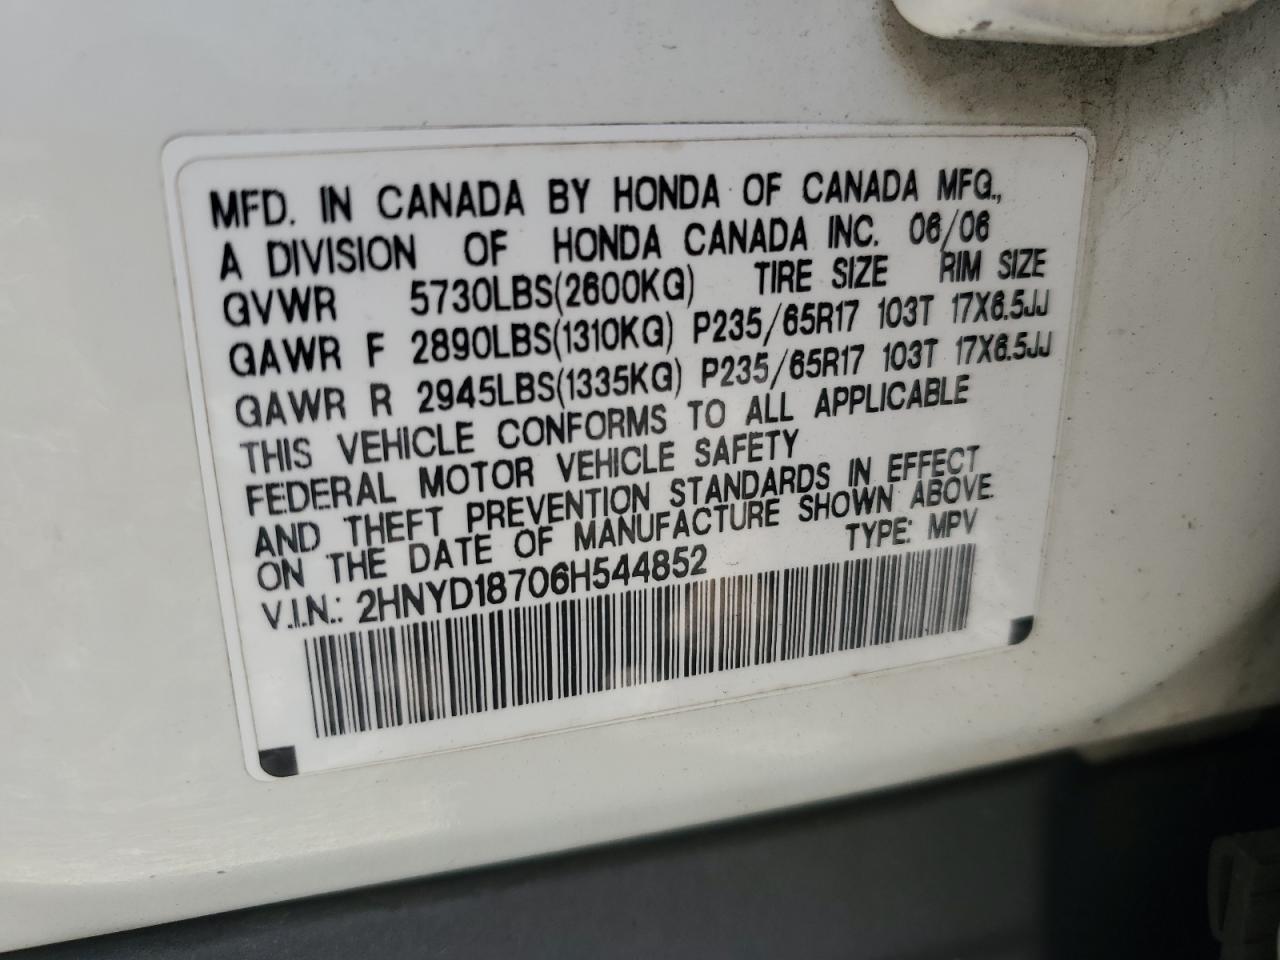 MFD. IN CANADA BY HONDA OF CANADA MFG.,
A DIVISION OF HONDA CANADA INC. 06/06
GVWR 5730LBS(2600KG) TIRE SIZE RIM SIZE
GAWR F 2890LBS(1310KG) P235/65R17 103T 17X6.5JJ
GAWR R 2945LBS(1335KG) P235/65R17 103T 17X6.5JJ
THIS VEHICLE CONFORMS TO ALL APPLICABLE
FEDERAL MOTOR VEHICLE SAFETY
AND THEFT PREVENTION STANDARDS IN EFFECT
ON THE DATE OF MANUFACTURE SHOWN ABOVE.
V.I.N.: 2HNYD18706H544852 TYPE: MPV